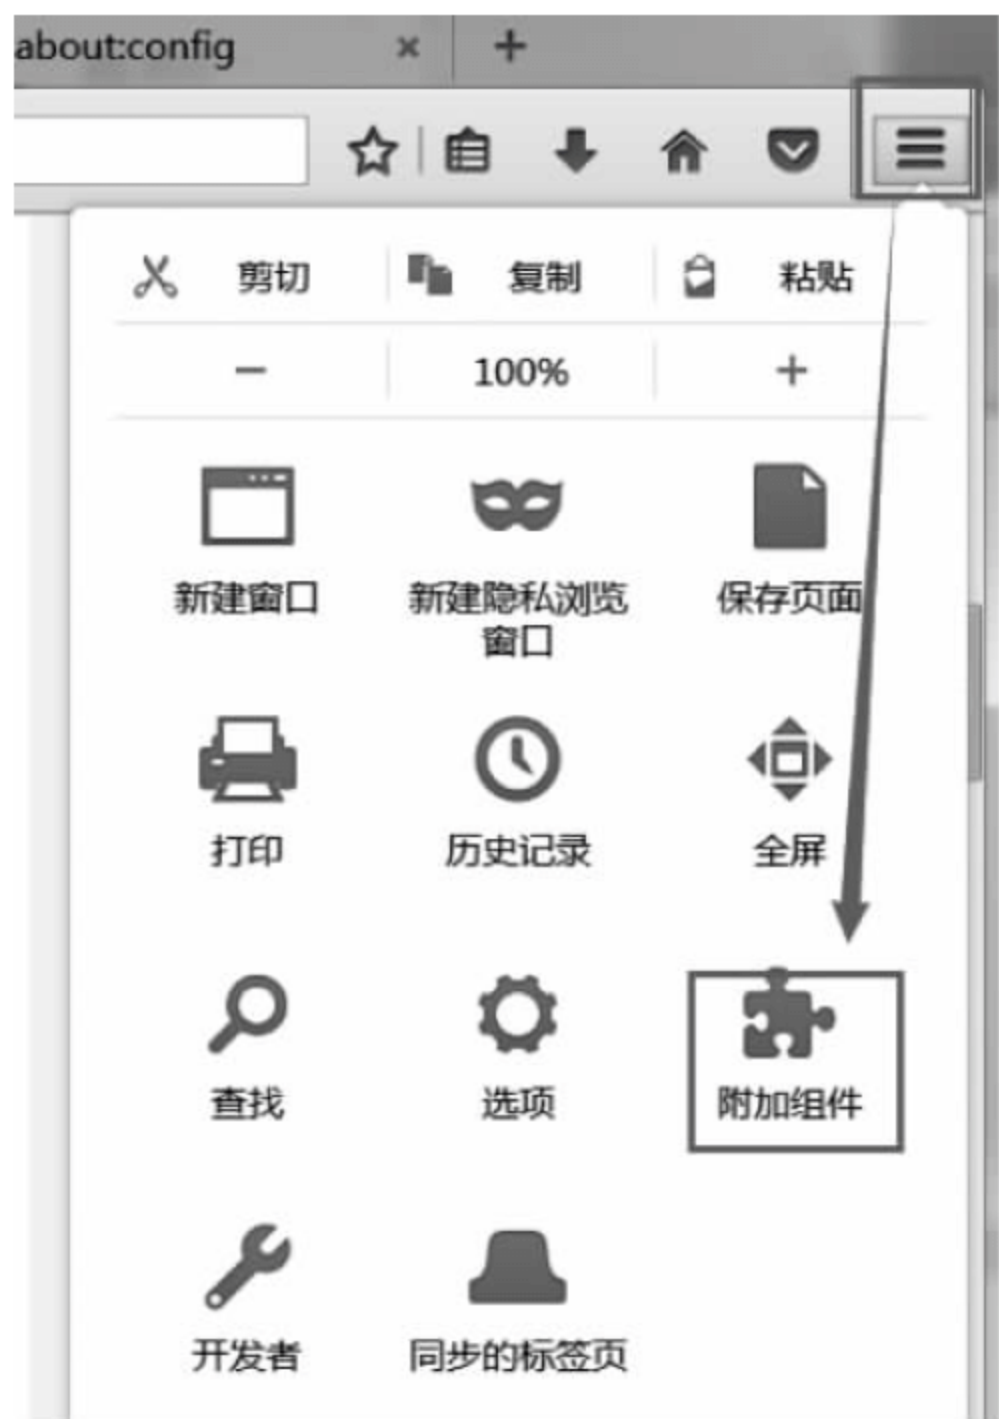 about:config
剪切 复制 粘贴
− 100% +
新建窗口 新建隐私浏览 保存页面
窗口
打印 历史记录 全屏
查找 选项 附加组件
开发者 同步的标签页